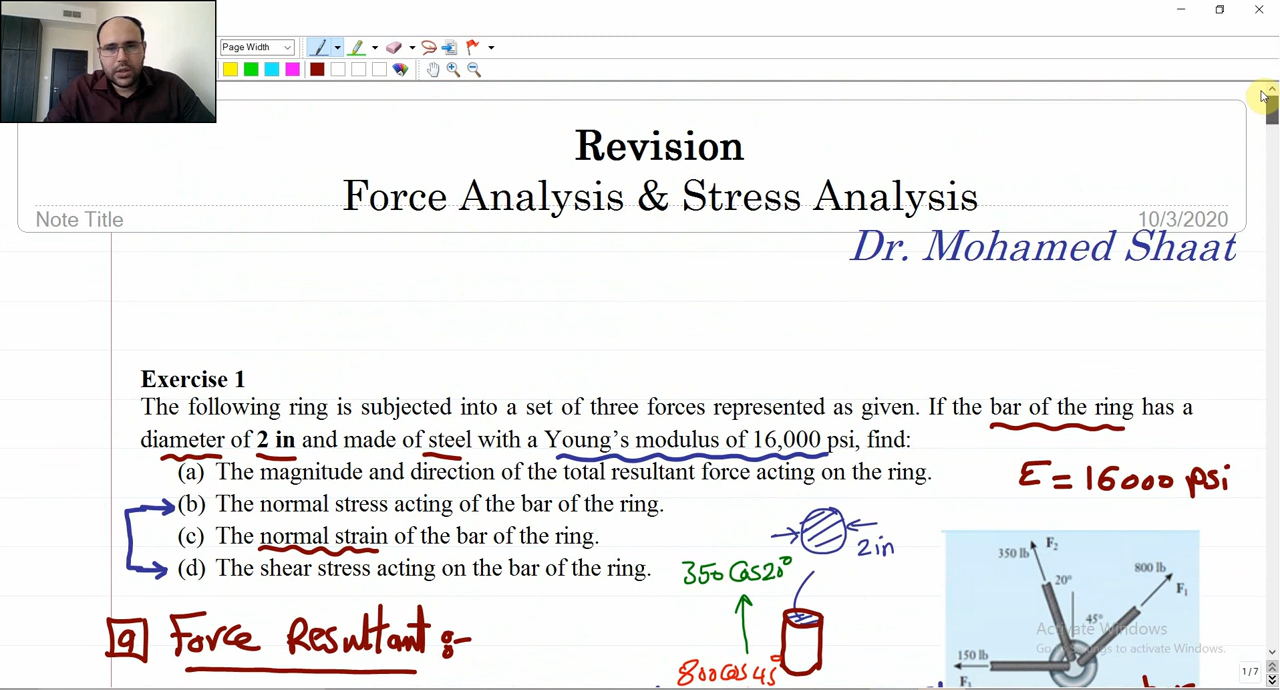 Page Width
Revision
Force Analysis & Stress Analysis
Note Title
10/3/2020
Dr. Mohamed Shaat
Exercise 1
The following ring is subjected into a set of three forces represented as given. If the bar of the ring has a
diameter of 2 in and made of steel with a Young's modulus of 16,000 psi, find:
(a) The magnitude and direction of the total resultant force acting on the ring.
E = 16000 psi
(b) The normal stress acting of the bar of the ring.
(c) The normal strain of the bar of the ring.
2in
(d) The shear stress acting on the bar of the ring.
350 Cos20°
350 lb F₂
800 lb
20°
F₁
a Force Resultant :-
45°
Activate Windows
Go to Settings to activate Windows.
150 lb
800 Cos 45°
F₃
1/7